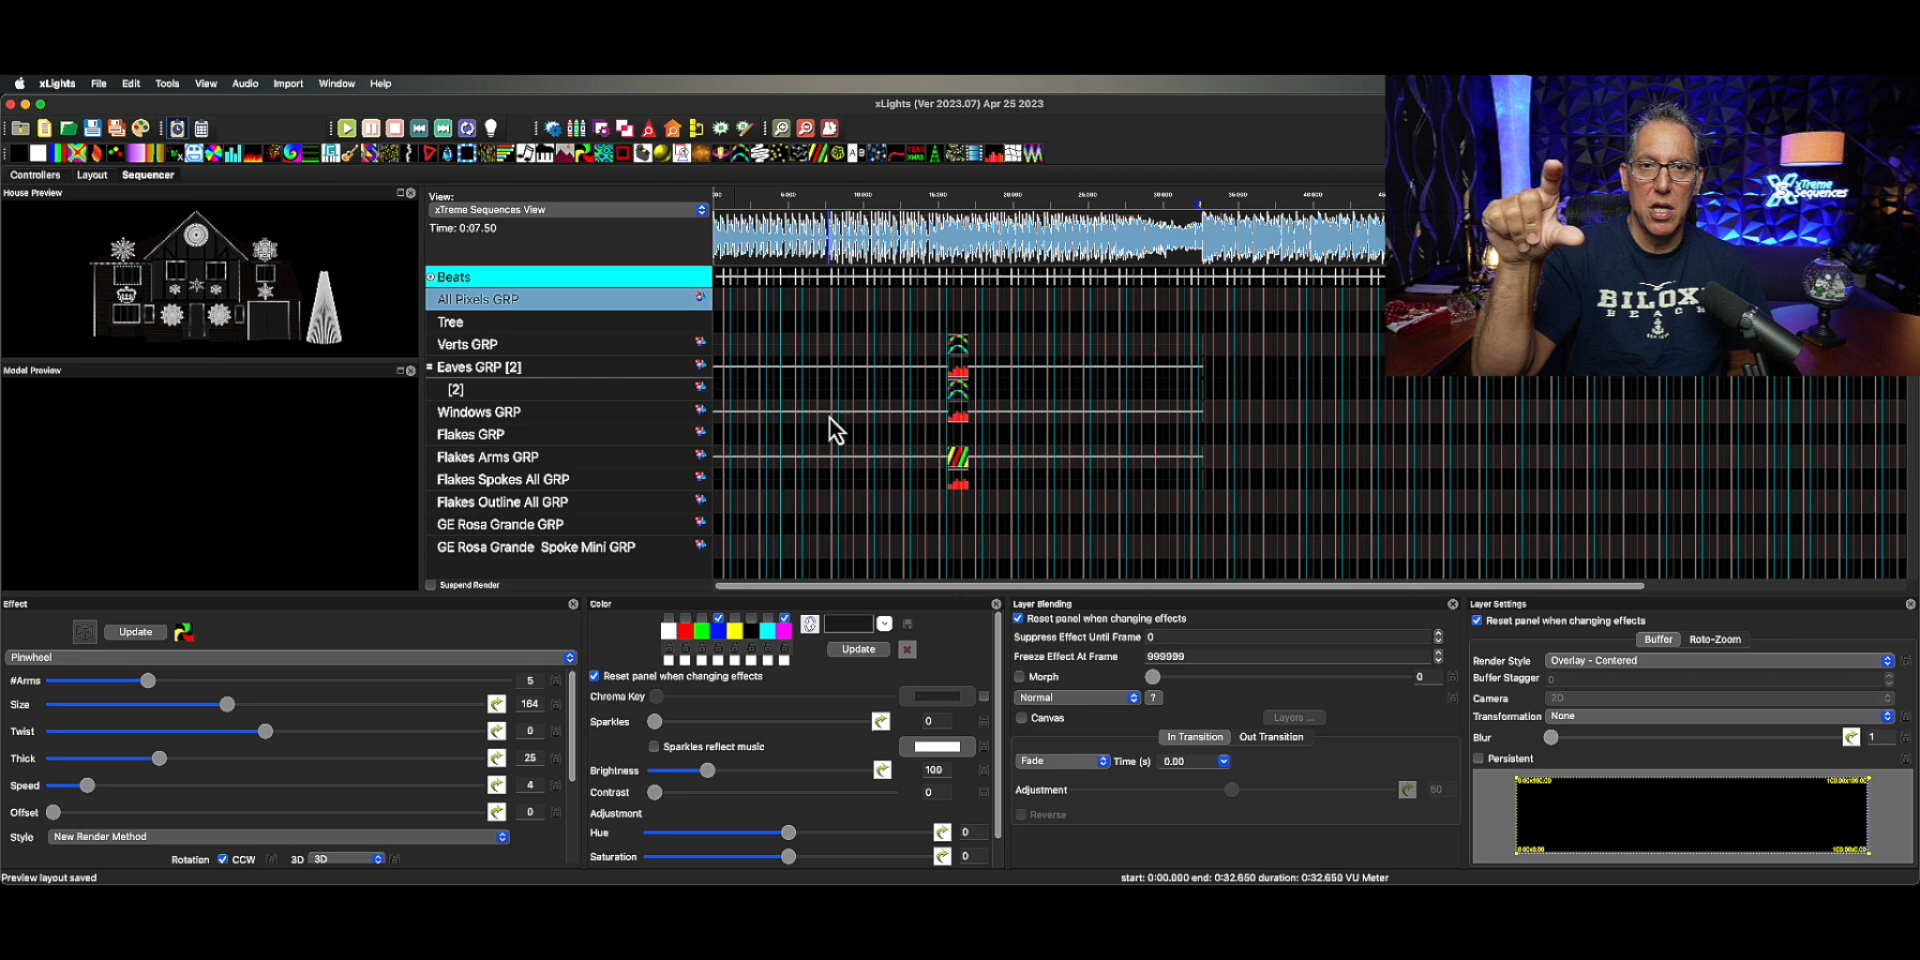 xLights File Edit Tools View Audio Import Window Help
xLights (Ver 2023.07) Apr 25 2023
Controllers Layout Sequencer
House Preview
View:
xTreme Sequences View
Time: 0:07.50
xTreme
Sequences
BILOXI
BEACH
Beats
All Pixels GRP
Tree
Verts GRP
Model Preview
Eaves GRP [2]
[2]
Windows GRP
Flakes GRP
Flakes Arms GRP
Flakes Spokes All GRP
Flakes Outline All GRP
GE Rosa Grande GRP
GE Rosa Grande Spoke Mini GRP
Suspend Render
Effect
Update
Pinwheel
#Arms 5
Size 164
Twist 0
Thick 25
Speed 4
Offset 0
Style New Render Method
Rotation CCW 3D 3D
Color
Update
Reset panel when changing effects
Chroma Key
Sparkles 0
Sparkles reflect music
Brightness 100
Contrast 0
Adjustment
Hue 0
Saturation 0
Layer Blending
Reset panel when changing effects
Suppress Effect Until Frame 0
Freeze Effect At Frame 999999
Morph 0
Normal ?
Canvas Layers ...
In Transition Out Transition
Fade Time (s) 0.00
Adjustment 50
Reverse
Layer Settings
Reset panel when changing effects
Buffer Roto-Zoom
Render Style Overlay - Centered
Buffer Stagger 0
Camera 2D
Transformation None
Blur 1
Persistent
Preview layout saved
start: 0:00.000 end: 0:32.650 duration: 0:32.650 VU Meter